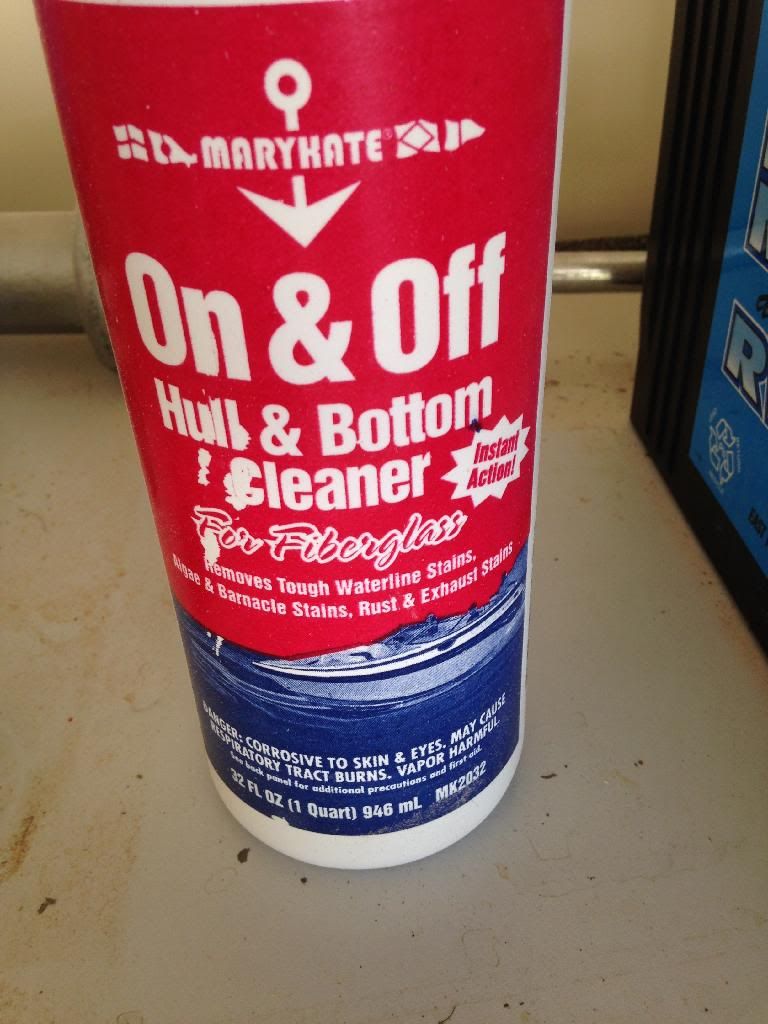 MARYKATE®
On & Off
Hull & Bottom
Cleaner
Instant
Action!
For Fiberglass
Removes Tough Waterline Stains,
Algae & Barnacle Stains, Rust & Exhaust Stains
DANGER: CORROSIVE TO SKIN & EYES. MAY CAUSE
RESPIRATORY TRACT BURNS. VAPOR HARMFUL.
See back panel for additional precautions and first aid.
32 FL OZ (1 Quart) 946 mL MK2032
R
EAST